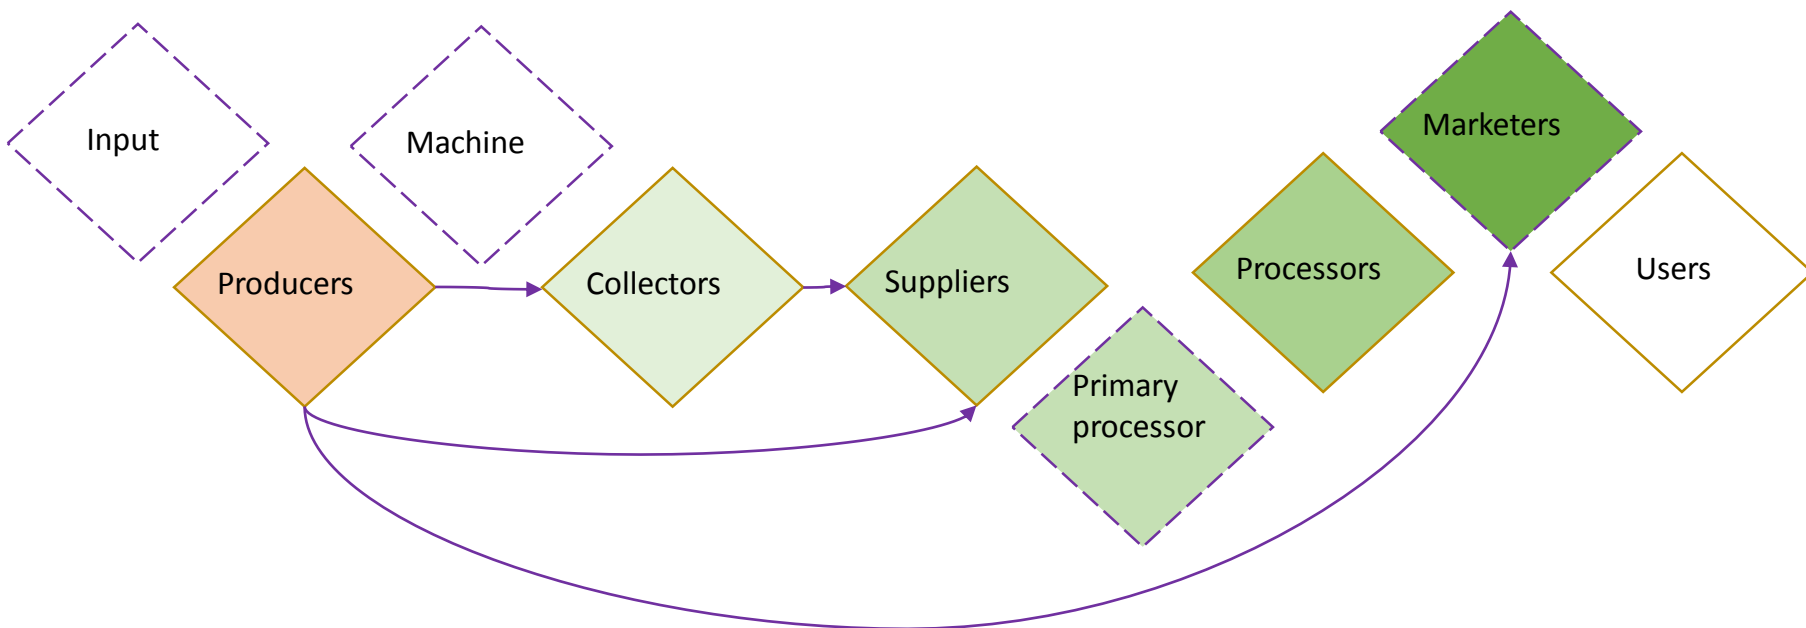 Input
Machine
Marketers
Producers
Collectors
Suppliers
Processors
Users
Primary
processor